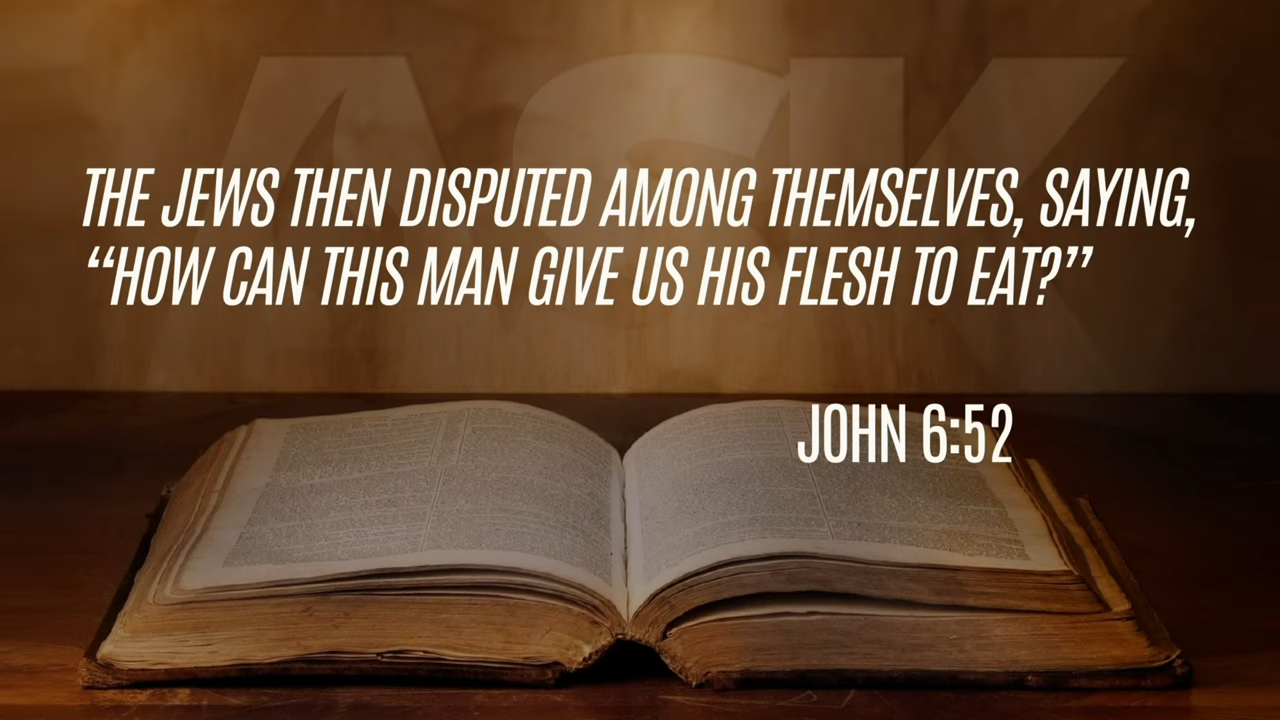 ASK
THE JEWS THEN DISPUTED AMONG THEMSELVES, SAYING,
“HOW CAN THIS MAN GIVE US HIS FLESH TO EAT?”
JOHN 6:52